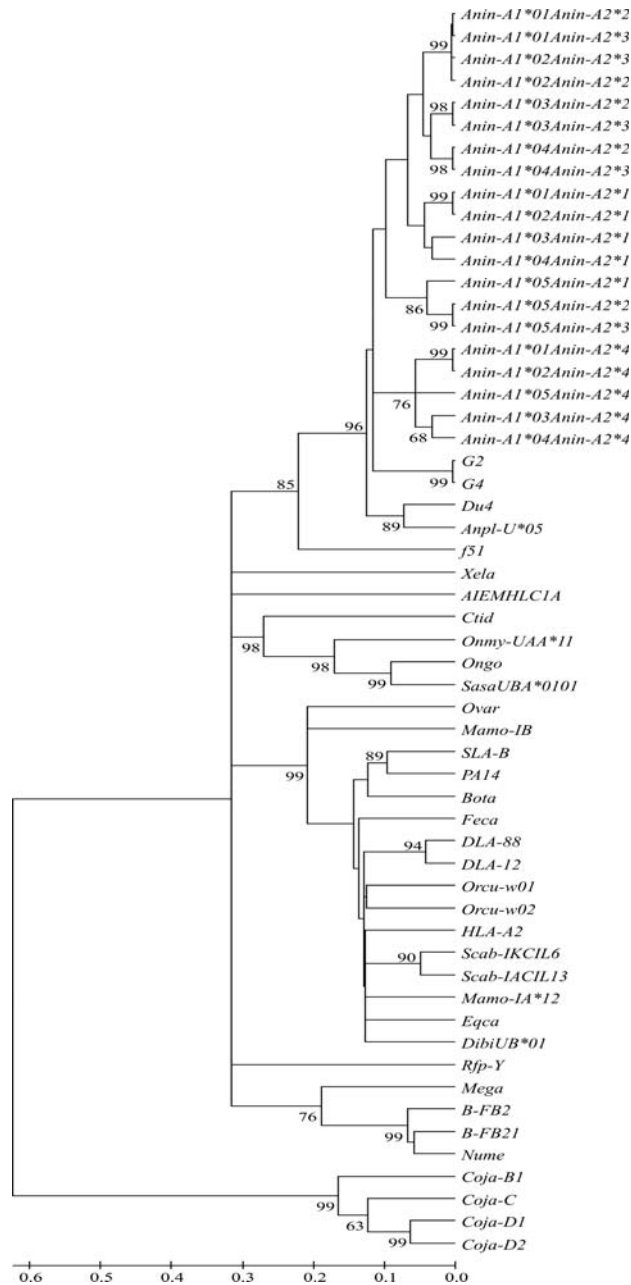 Anin-A1*01Anin-A2*2
Anin-A1*01Anin-A2*3
99
Anin-A1*02Anin-A2*3
Anin-A1*02Anin-A2*2
98
Anin-A1*03Anin-A2*2
Anin-A1*03Anin-A2*3
Anin-A1*04Anin-A2*2
98
Anin-A1*04Anin-A2*3
99
Anin-A1*01Anin-A2*1
Anin-A1*02Anin-A2*1
Anin-A1*03Anin-A2*1
Anin-A1*04Anin-A2*1
Anin-A1*05Anin-A2*1
86
Anin-A1*05Anin-A2*2
99
Anin-A1*05Anin-A2*3
99
Anin-A1*01Anin-A2*4
Anin-A1*02Anin-A2*4
Anin-A1*05Anin-A2*4
76
Anin-A1*03Anin-A2*4
96
68
Anin-A1*04Anin-A2*4
G2
85
99
G4
Du4
89
Anpl-U*05
f51
Xela
AIEMHLC1A
Ctid
98
Onmy-UAA*11
98
Ongo
99
SasaUBA*0101
Ovar
Mamo-IB
89
SLA-B
99
PA14
Bota
Feca
94
DLA-88
DLA-12
Orcu-w01
Orcu-w02
HLA-A2
90
Scab-IKCIL6
Scab-IACIL13
Mamo-IA*12
Eqca
DibiUB*01
Rfp-Y
Mega
76
B-FB2
99
B-FB21
Nume
Coja-B1
99
Coja-C
63
Coja-D1
99
Coja-D2
0.6 0.5 0.4 0.3 0.2 0.1 0.0